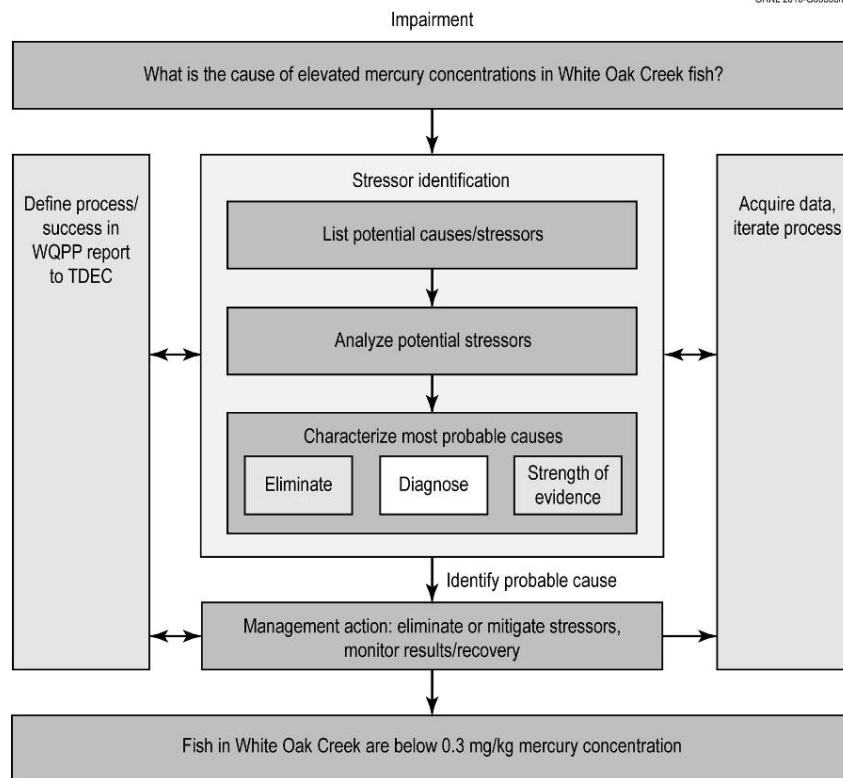 Impairment
What is the cause of elevated mercury concentrations in White Oak Creek fish?
Define process/
success in
WQPP report
to TDEC
Stressor identification
List potential causes/stressors
Analyze potential stressors
Characterize most probable causes
Eliminate
Diagnose
Strength of
evidence
Acquire data,
iterate process
Identify probable cause
Management action: eliminate or mitigate stressors,
monitor results/recovery
Fish in White Oak Creek are below 0.3 mg/kg mercury concentration